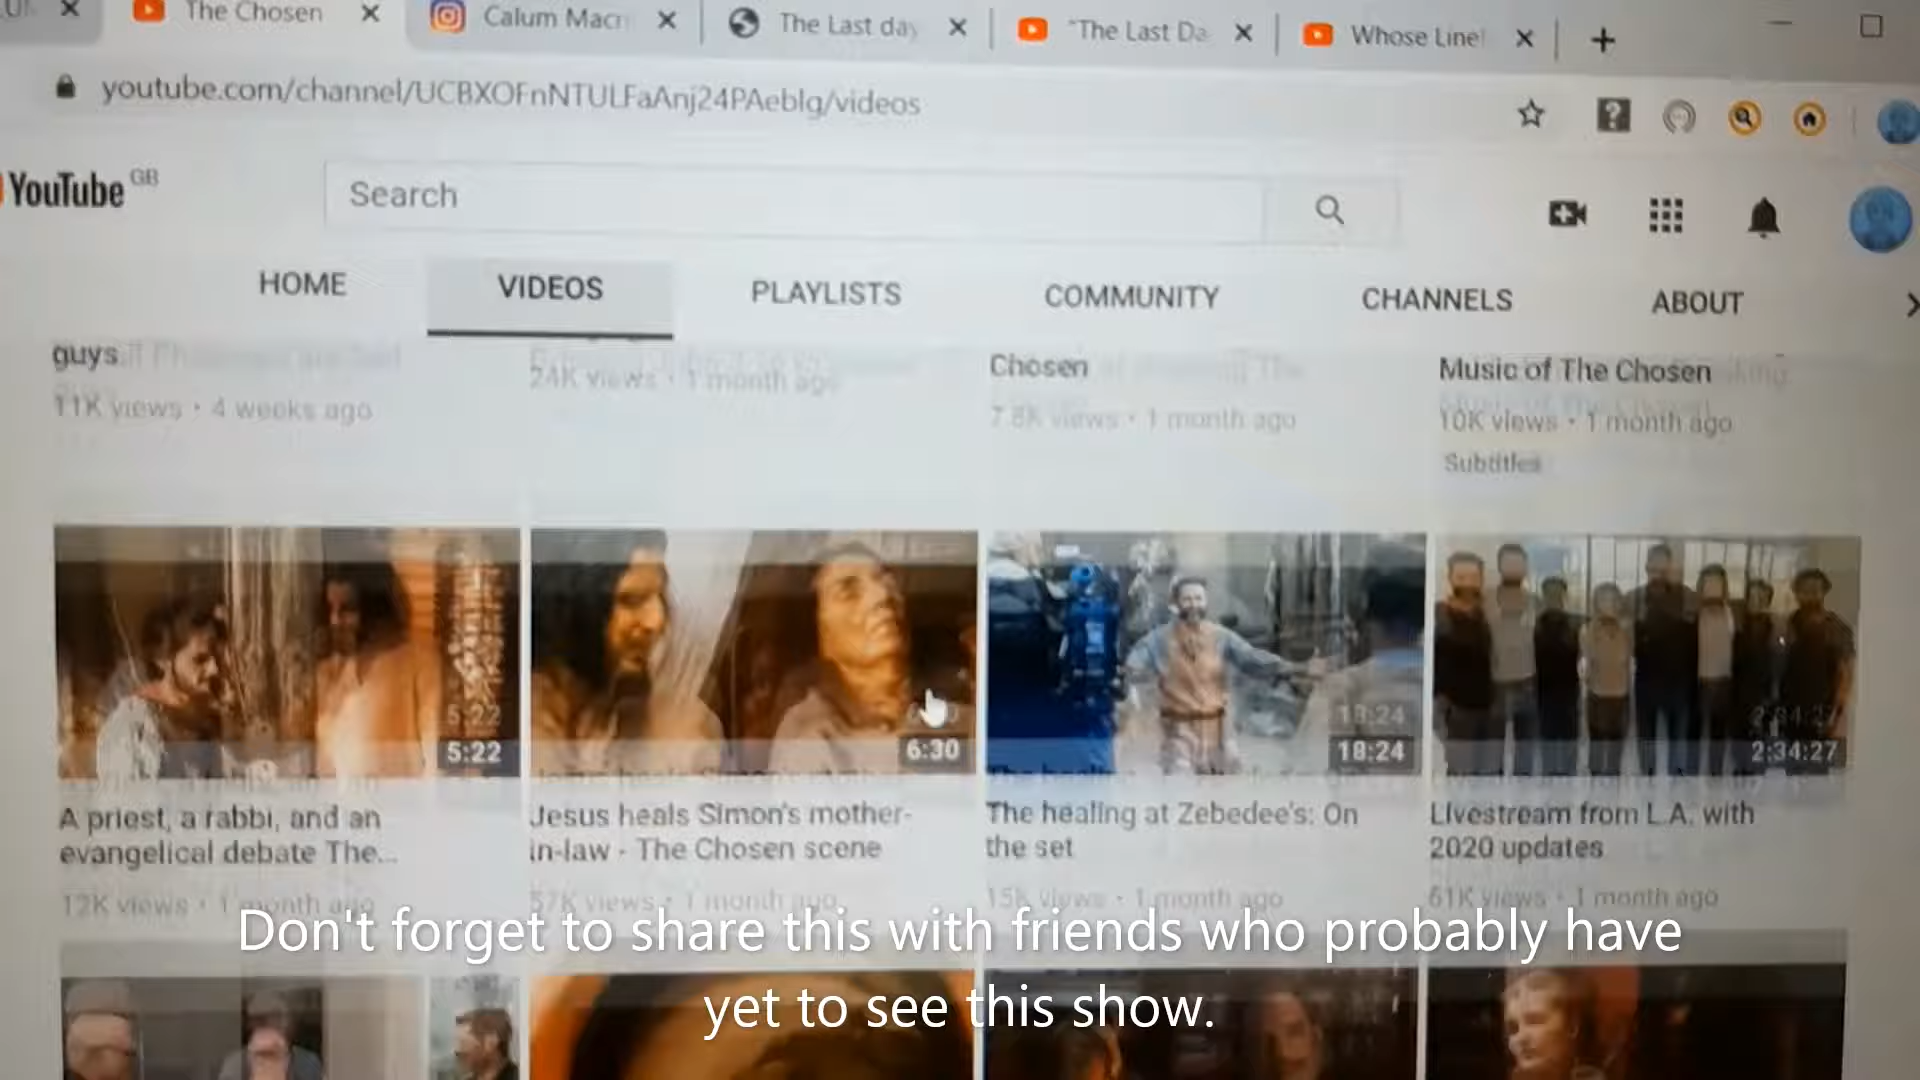 The Chosen
Calum Macr
The Last day
"The Last Da
Whose Line!
youtube.com/channel/UCBXOFnNTULFaAnj24PAeblg/videos
YouTube GB
Search
HOME
VIDEOS
PLAYLISTS
COMMUNITY
CHANNELS
ABOUT
guys
11K views • 4 weeks ago
24K views • 1 month ago
Chosen
7.8K views • 1 month ago
Music of The Chosen
10K views • 1 month ago
Subtitles
5:22
6:30
18:24
2:34:27
A priest, a rabbi, and an
evangelical debate The...
12K views • 1 month ago
Jesus heals Simon's mother-
in-law - The Chosen scene
57K views • 1 month ago
The healing at Zebedee's: On
the set
15K views • 1 month ago
Livestream from L.A. with
2020 updates
61K views • 1 month ago
Don't forget to share this with friends who probably have
yet to see this show.